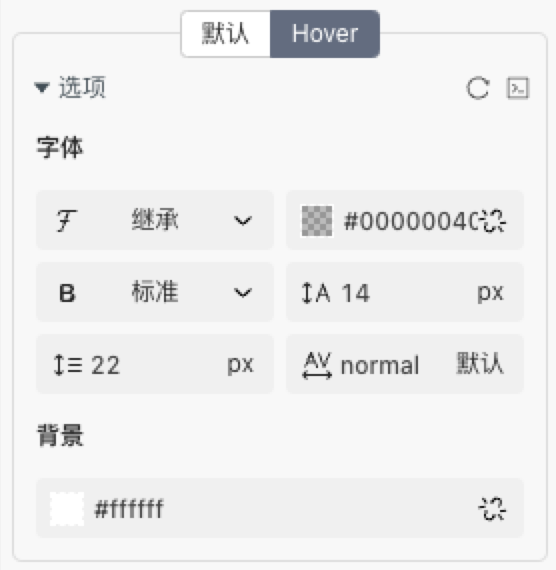 默认 Hover
选项
字体
继承 #00000040
B 标准 14 px
22 px AV normal 默认
背景
#ffffff